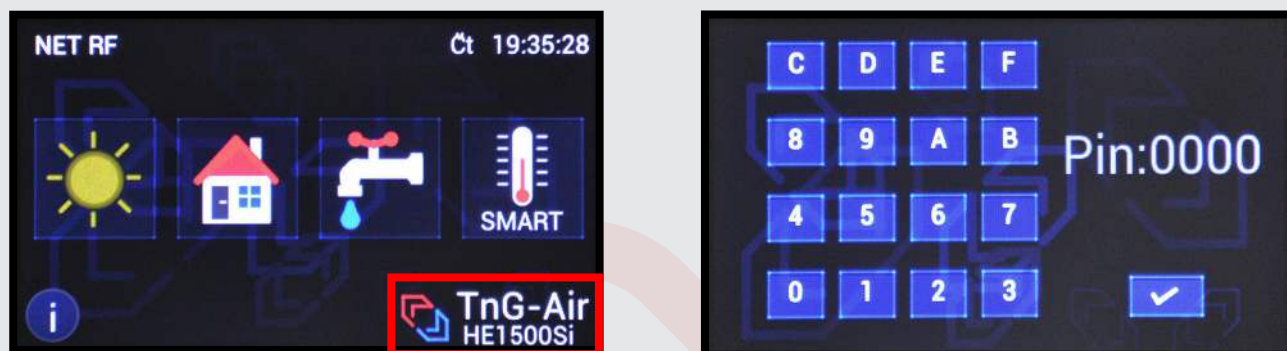 NET RF
Čt 19:35:28
SMART
i
TnG-Air
HE1500Si
C D E F
8 9 A B
Pin:0000
4 5 6 7
0 1 2 3